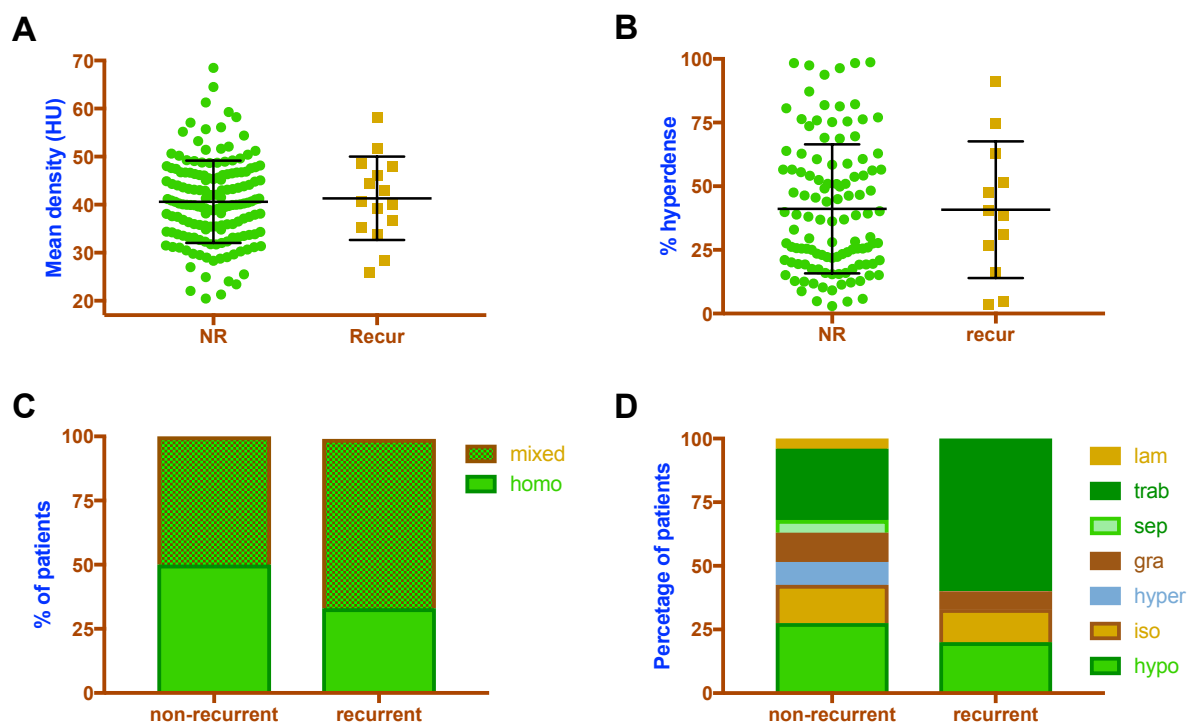 A
Mean density (HU)
70
60
50
40
30
20
NR
Recur
B
% hyperdense
100
75
50
25
0
NR
recur
C
% of patients
100
75
50
25
0
non-recurrent
recurrent
mixed
homo
D
Percetage of patients
100
75
50
25
0
non-recurrent
recurrent
lam
trab
sep
gra
hyper
iso
hypo